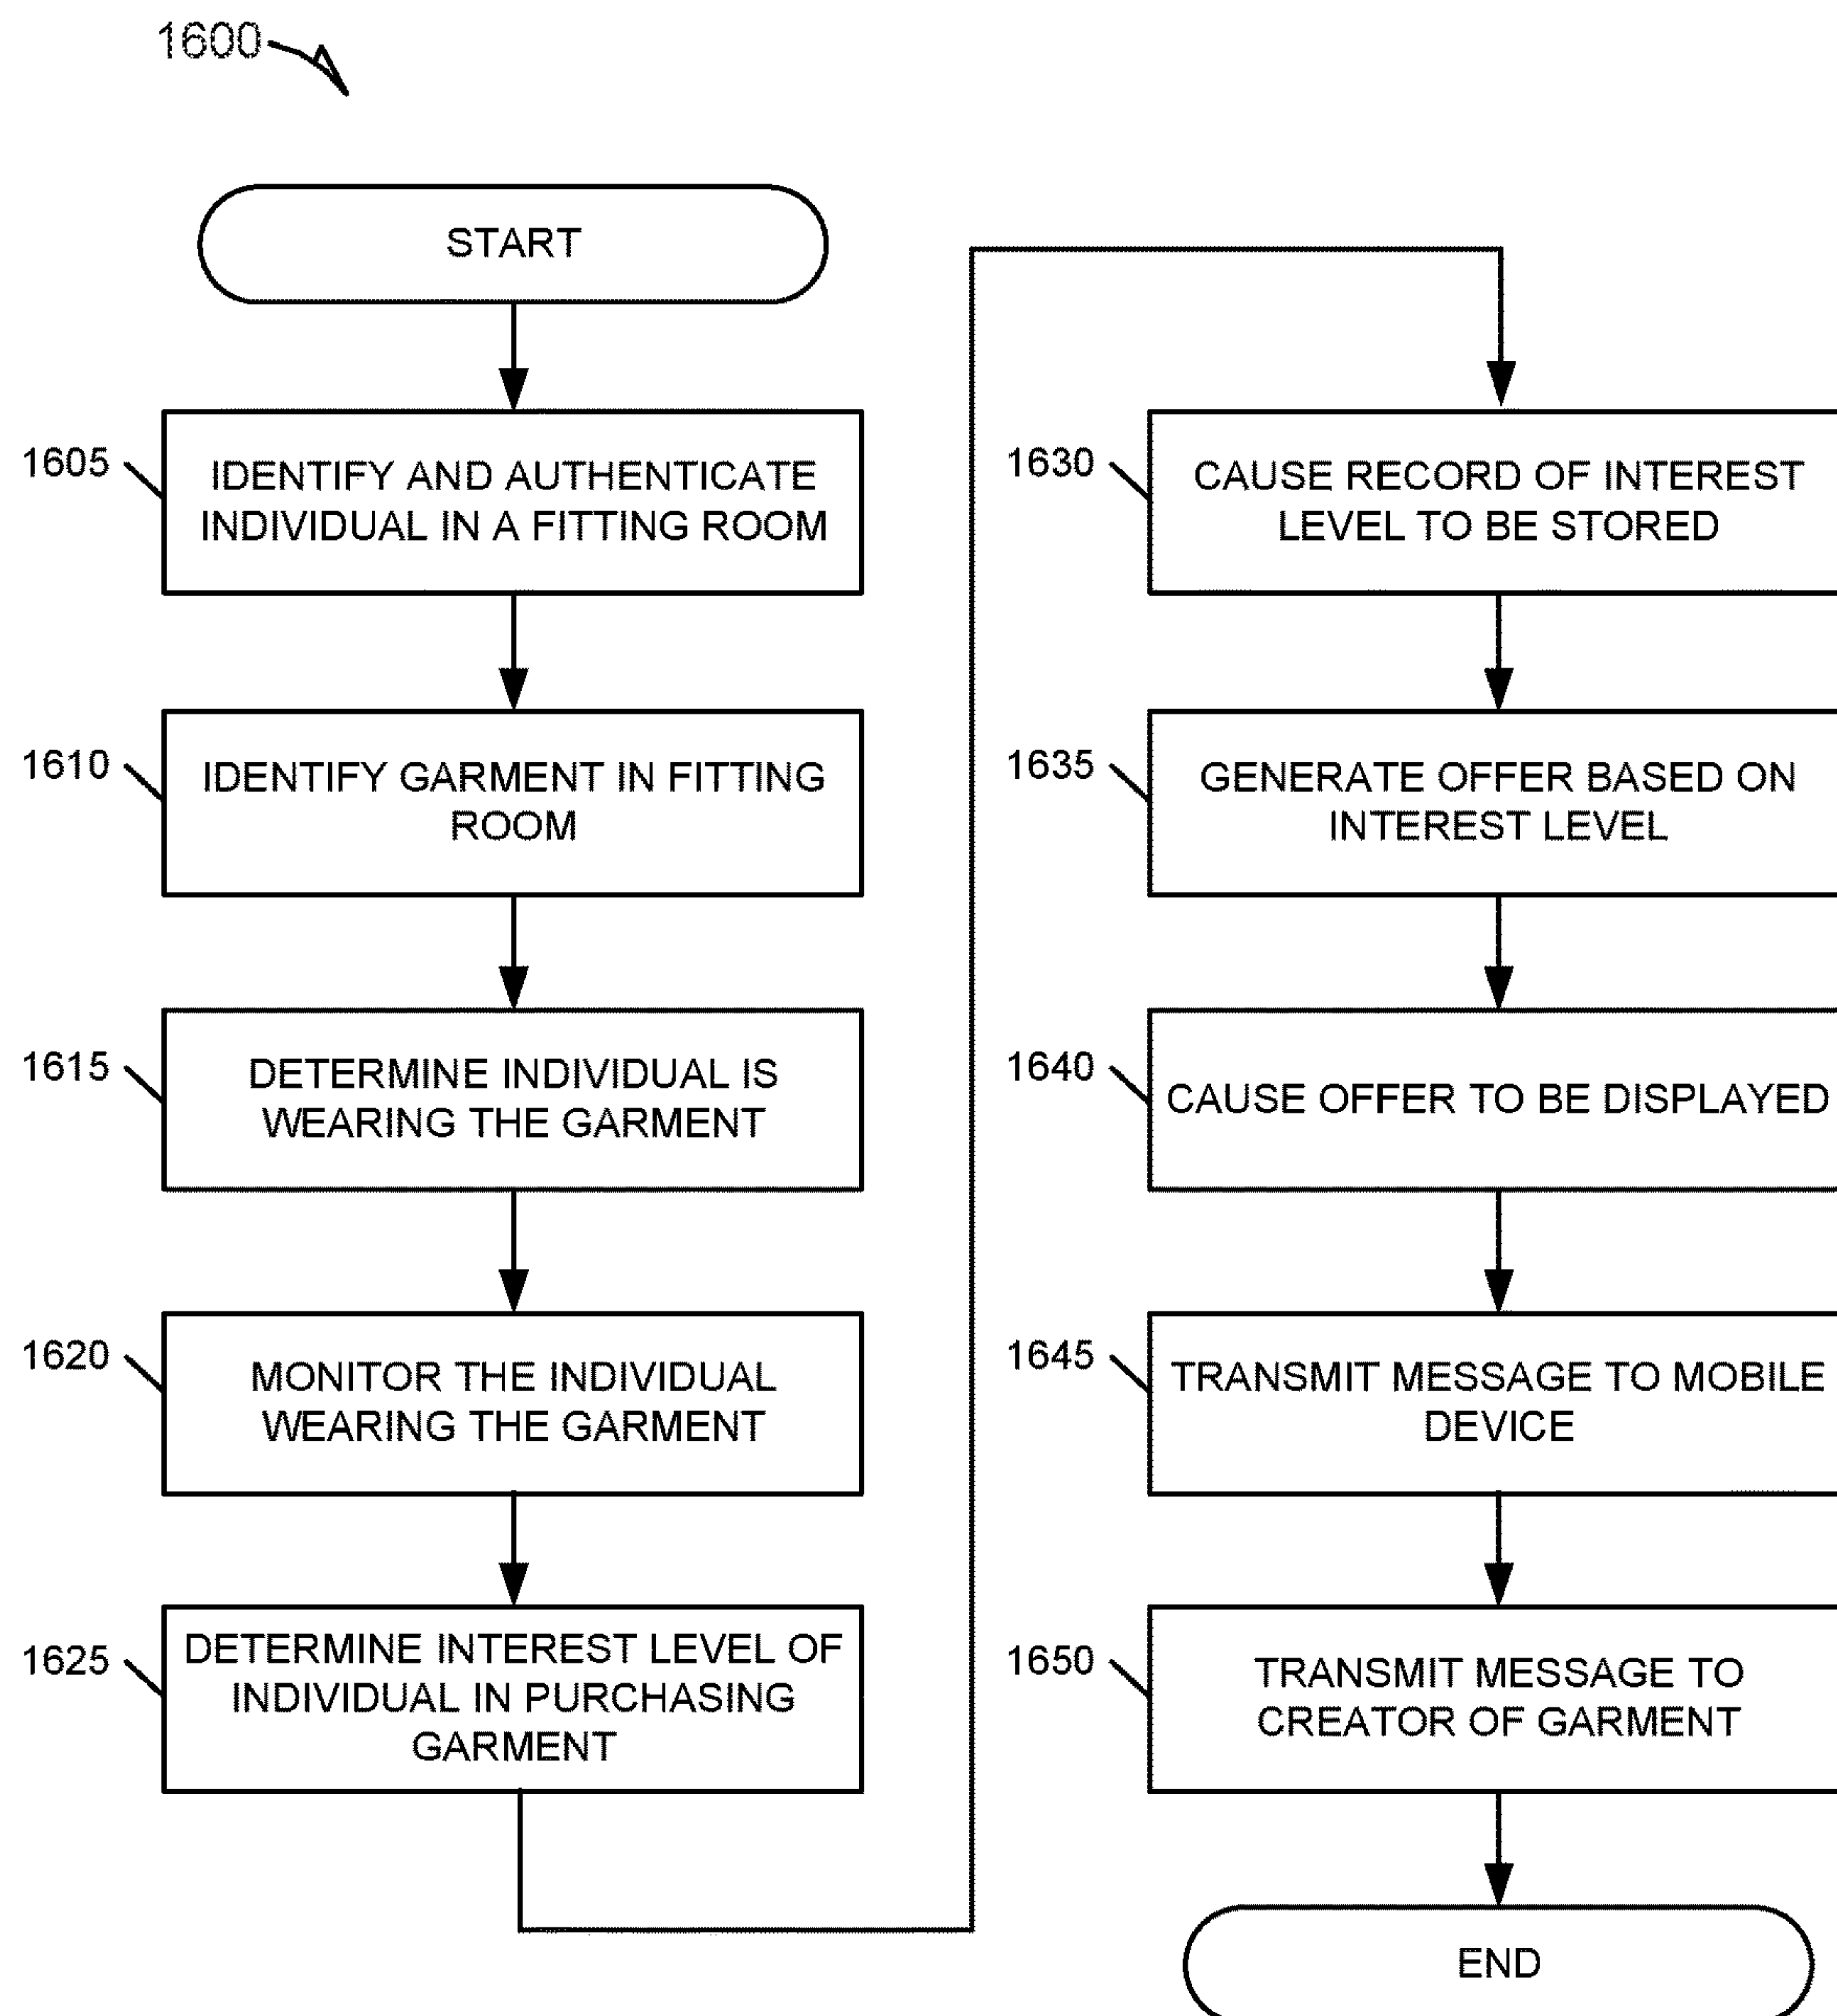 1600
START
1605
IDENTIFY AND AUTHENTICATE
INDIVIDUAL IN A FITTING ROOM
1610
IDENTIFY GARMENT IN FITTING
ROOM
1615
DETERMINE INDIVIDUAL IS
WEARING THE GARMENT
1620
MONITOR THE INDIVIDUAL
WEARING THE GARMENT
1625
DETERMINE INTEREST LEVEL OF
INDIVIDUAL IN PURCHASING
GARMENT
1630
CAUSE RECORD OF INTEREST
LEVEL TO BE STORED
1635
GENERATE OFFER BASED ON
INTEREST LEVEL
1640
CAUSE OFFER TO BE DISPLAYED
1645
TRANSMIT MESSAGE TO MOBILE
DEVICE
1650
TRANSMIT MESSAGE TO
CREATOR OF GARMENT
END